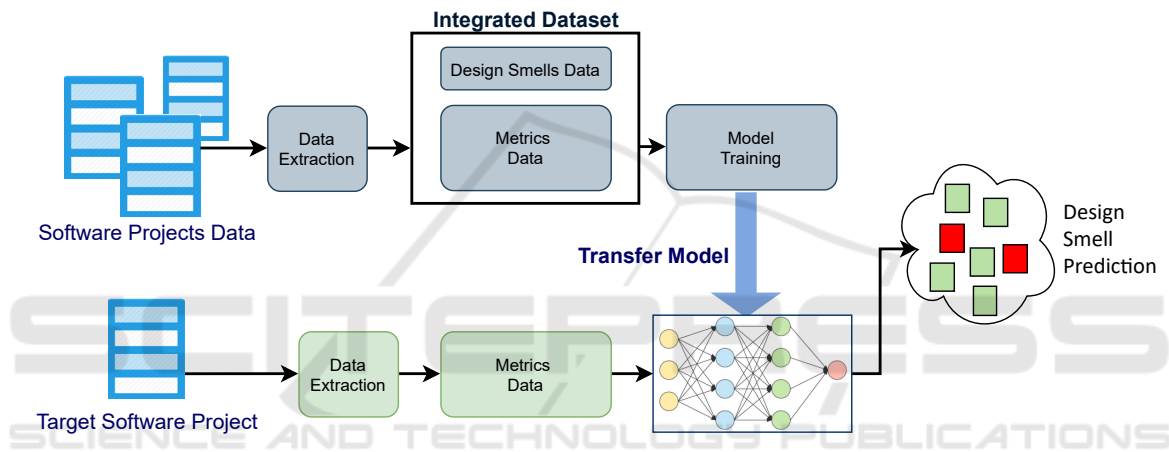 Integrated Dataset
Design Smells Data
Data
Extraction
Metrics
Data
Model
Training
Software Projects Data
Transfer Model
Design
Smell
Prediction
Data
Extraction
Metrics
Data
Target Software Project
SCITEPRESS
SCIENCE AND TECHNOLOGY PUBLICATIONS